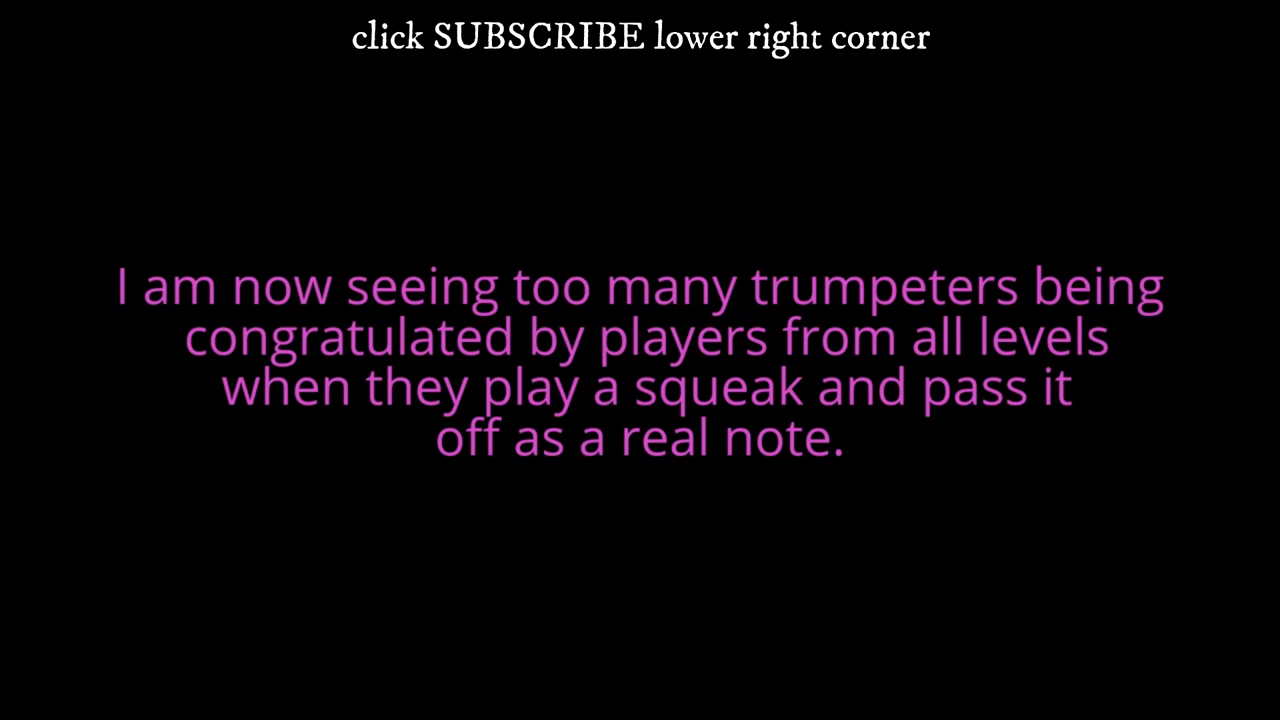 click SUBSCRIBE lower right corner
I am now seeing too many trumpeters being
congratulated by players from all levels
when they play a squeak and pass it
off as a real note.